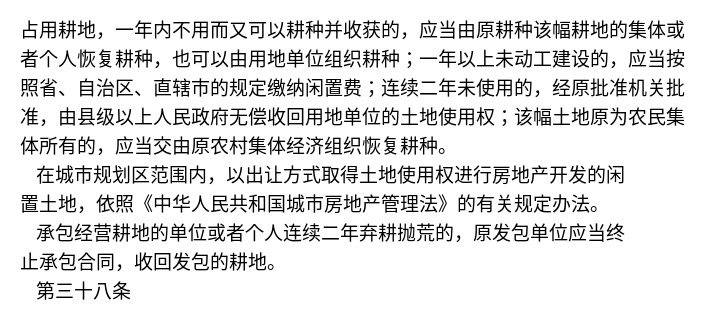 占用耕地，一年内不用而又可以耕种并收获的，应当由原耕种该幅耕地的集体或
者个人恢复耕种，也可以由用地单位组织耕种；一年以上未动工建设的，应当按
照省、自治区、直辖市的规定缴纳闲置费；连续二年未使用的，经原批准机关批
准，由县级以上人民政府无偿收回用地单位的土地使用权；该幅土地原为农民集
体所有的，应当交由原农村集体经济组织恢复耕种。
在城市规划区范围内，以出让方式取得土地使用权进行房地产开发的闲
置土地，依照《中华人民共和国城市房地产管理法》的有关规定办法。
承包经营耕地的单位或者个人连续二年弃耕抛荒的，原发包单位应当终
止承包合同，收回发包的耕地。
第三十八条